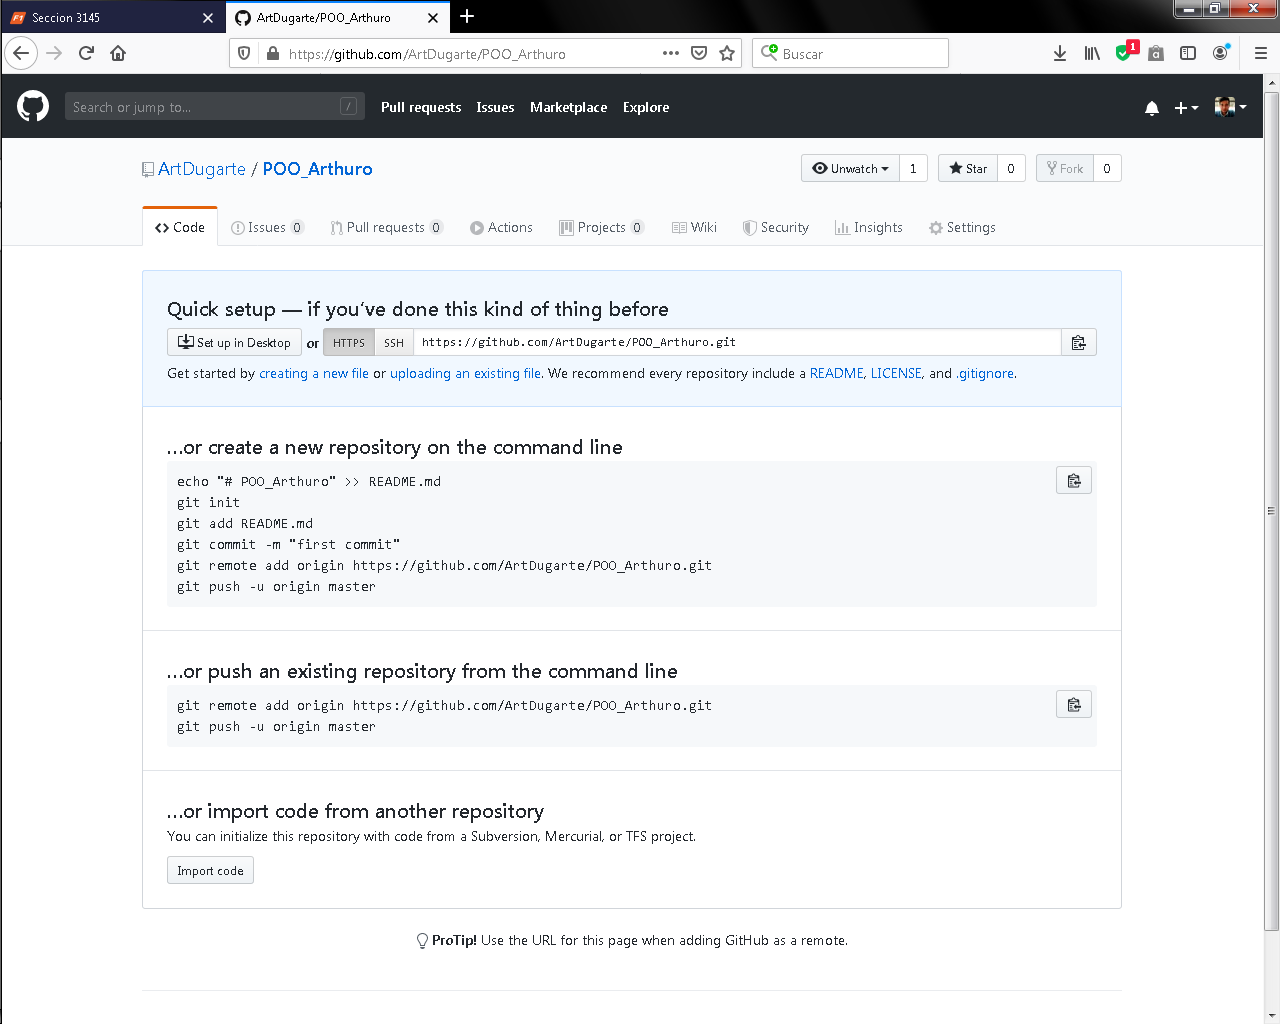 Seccion 3145
ArtDugarte/POO_Arthuro
https://github.com/ArtDugarte/POO_Arthuro
Buscar
1
Search or jump to...
/
Pull requests Issues Marketplace Explore
ArtDugarte / POO_Arthuro
Unwatch 1 Star 0 Fork 0
Code Issues 0 Pull requests 0 Actions Projects 0 Wiki Security Insights Settings
Quick setup — if you've done this kind of thing before
Set up in Desktop or HTTPS SSH https://github.com/ArtDugarte/POO_Arthuro.git
Get started by creating a new file or uploading an existing file. We recommend every repository include a README, LICENSE, and .gitignore.
…or create a new repository on the command line
echo "# POO_Arthuro" >> README.md
git init
git add README.md
git commit -m "first commit"
git remote add origin https://github.com/ArtDugarte/POO_Arthuro.git
git push -u origin master
…or push an existing repository from the command line
git remote add origin https://github.com/ArtDugarte/POO_Arthuro.git
git push -u origin master
…or import code from another repository
You can initialize this repository with code from a Subversion, Mercurial, or TFS project.
Import code
ProTip! Use the URL for this page when adding GitHub as a remote.